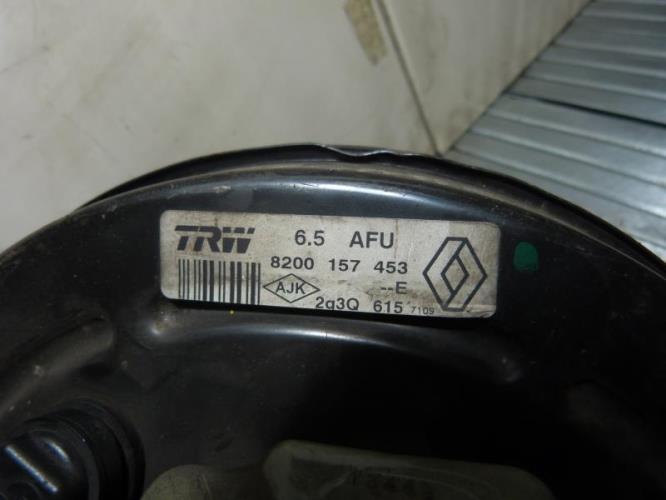 TRW 6.5 AFU
8200 157 453
AJK --E
2g3Q 615 7109